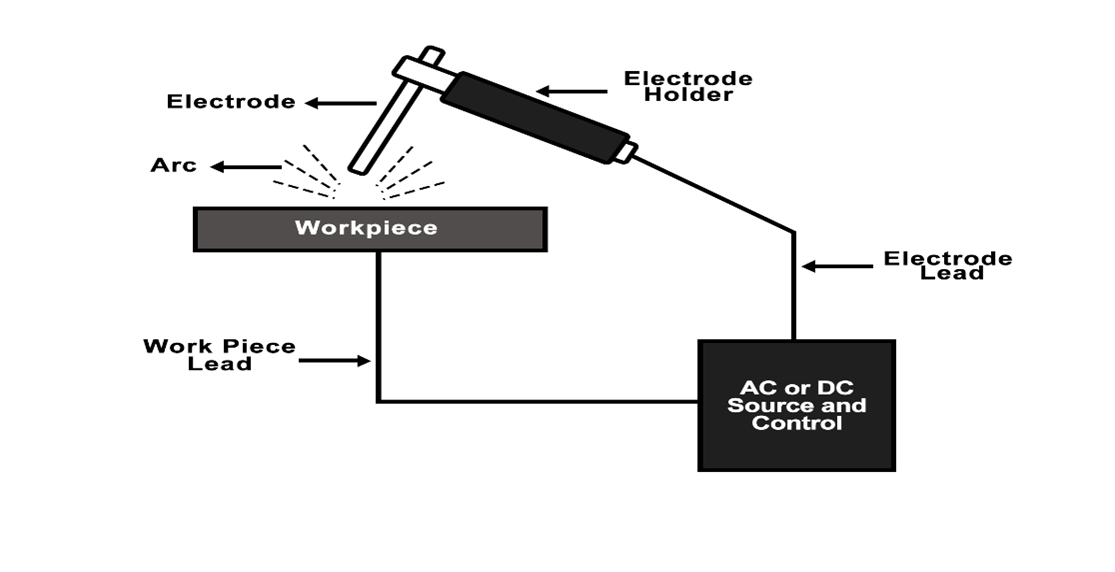 Electrode
Holder
Electrode
Arc
Workpiece
Electrode
Lead
Work Piece
Lead
AC or DC
Source and
Control